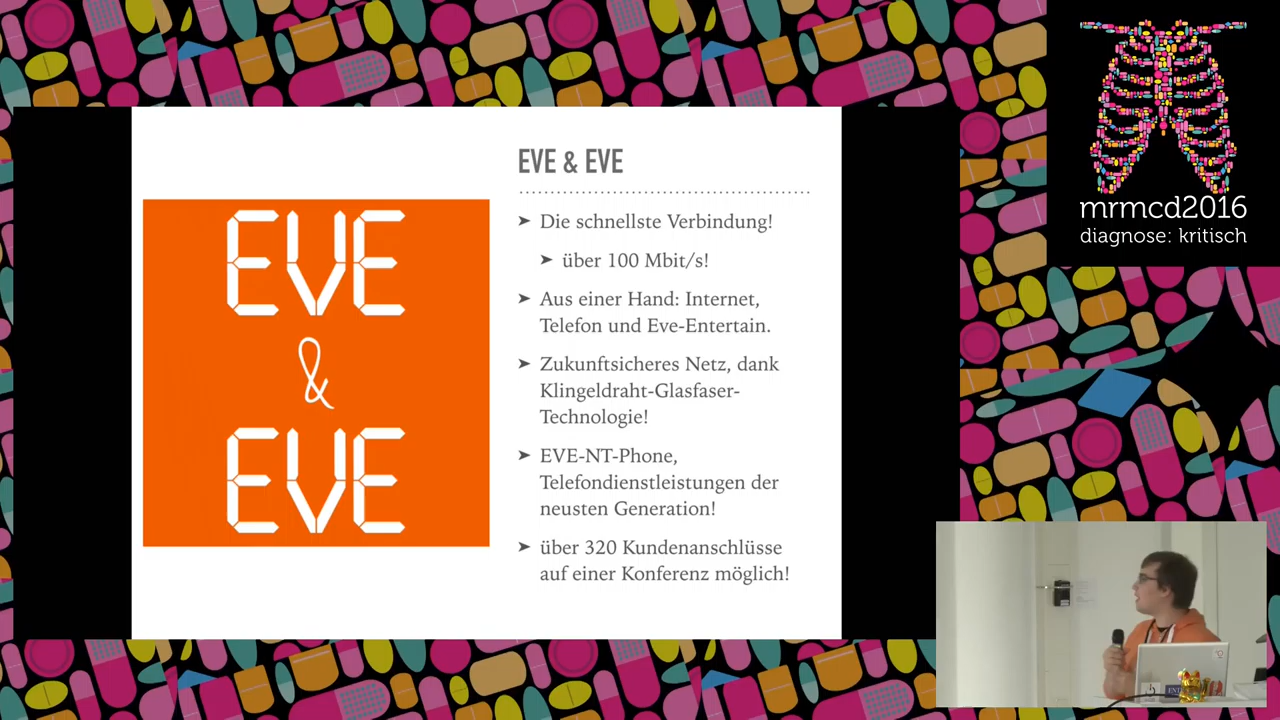 EVE & EVE
Die schnellste Verbindung!
über 100 Mbit/s!
Aus einer Hand: Internet,
Telefon und Eve-Entertain.
Zukunftsicheres Netz, dank
Klingeldraht-Glasfaser-
Technologie!
EVE-NT-Phone,
Telefondienstleistungen der
neusten Generation!
über 320 Kundenanschlüsse
auf einer Konferenz möglich!
EVE
&
EVE
mrmcd2016
diagnose: kritisch